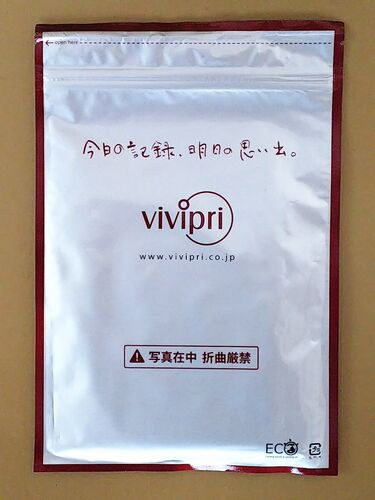 open here
今日の記録、明日の思い出。
vivipri
www.vivipri.co.jp
写真在中 折曲厳禁
ECO